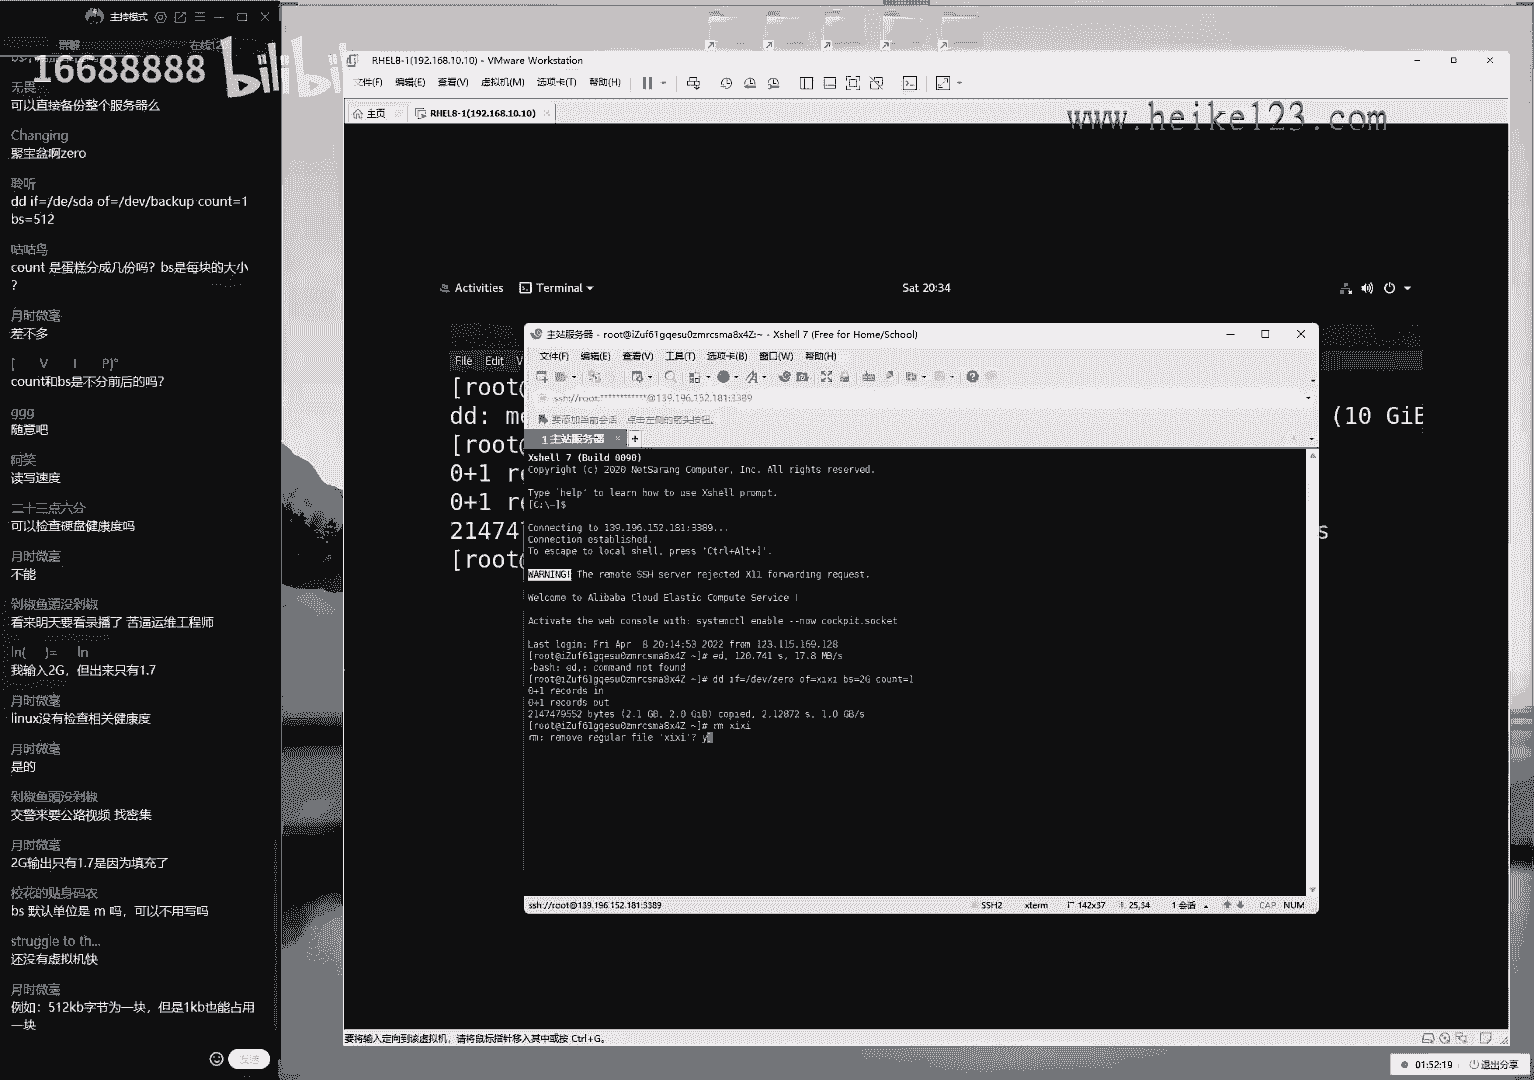 主持模式
16688888
bilibili
无畏
可以直接备份整个服务器么
Changing
聚宝盆啊zero
聆听
dd if=/de/sda of=/dev/backup count=1
bs=512
咕咕鸟
count 是蛋糕分成几份吗？bs是每块的大小
？
月时微毫
差不多
[ V I P)°
count和bs是不分前后的吗?
ggg
随意吧
阿笑
读写速度
二十三点六分
可以检查硬盘健康度吗
月时微毫
不能
剁椒鱼头没剁椒
看来明天要看录播了 苦逼运维工程师
ln( )= ln
我输入2G，但出来只有1.7
月时微毫
linux没有检查相关健康度
月时微毫
是的
剁椒鱼头没剁椒
交警来要公路视频 找密集
月时微毫
2G输出只有1.7是因为填充了
校花的贴身码农
bs 默认单位是 m 吗，可以不用写吗
struggle to th...
还没有虚拟机快
月时微毫
例如：512kb字节为一块，但是1kb也能占用
一块
发送
RHEL8-1(192.168.10.10) - VMware Workstation
文件(F) 编辑(E) 查看(V) 虚拟机(M) 选项卡(T) 帮助(H)
主页 RHEL8-1(192.168.10.10)
www.heike123.com
Activities Terminal Sat 20:34
File Edit V
[root@
dd: me (10 GiB
[root@
0+1 re
0+1 re
21474 s
[root@
主站服务器 - root@iZuf61gqesu0zmrcsma8x4Z:~ - Xshell 7 (Free for Home/School)
文件(F) 编辑(E) 查看(V) 工具(T) 选项卡(B) 窗口(W) 帮助(H)
ssh://root:************@139.196.152.181:3389
要添加当前会话，点击左侧的箭头按钮。
1 主站服务器
Xshell 7 (Build 0090)
Copyright (c) 2020 NetSarang Computer, Inc. All rights reserved.
Type `help' to learn how to use Xshell prompt.
[C:\~]$
Connecting to 139.196.152.181:3389...
Connection established.
To escape to local shell, press 'Ctrl+Alt+]'.
WARNING! The remote SSH server rejected X11 forwarding request.
Welcome to Alibaba Cloud Elastic Compute Service !
Activate the web console with: systemctl enable --now cockpit.socket
Last login: Fri Apr  8 20:14:53 2022 from 123.115.169.128
[root@iZuf61gqesu0zmrcsma8x4Z ~]# ed, 120.741 s, 17.8 MB/s
-bash: ed,: command not found
[root@iZuf61gqesu0zmrcsma8x4Z ~]# dd if=/dev/zero of=xixi bs=2G count=1
0+1 records in
0+1 records out
2147479552 bytes (2.1 GB, 2.0 GiB) copied, 2.12872 s, 1.0 GB/s
[root@iZuf61gqesu0zmrcsma8x4Z ~]# rm xixi
rm: remove regular file 'xixi'? y
ssh://root@139.196.152.181:3389 SSH2 xterm 142x37 25,34 1 会话 CAP NUM
要将输入定向到该虚拟机，请将鼠标指针移入其中或按 Ctrl+G。
01:52:19 退出分享